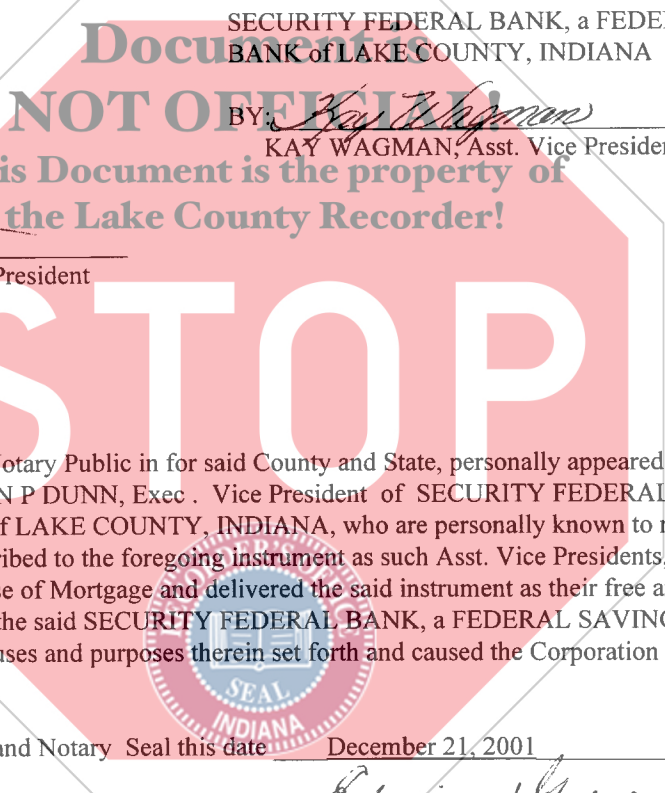 SECURITY FEDERAL BANK, a FEDE
BANK of LAKE COUNTY, INDIANA
Document is
NOT OFFICIAL!
BY: Kay Wagman
KAY WAGMAN, Asst. Vice Presiden
is Document is the property of
the Lake County Recorder!
President
STOP
Notary Public in for said County and State, personally appeared
N P DUNN, Exec . Vice President of SECURITY FEDERAL
of LAKE COUNTY, INDIANA, who are personally known to
ribed to the foregoing instrument as such Asst. Vice Presidents,
se of Mortgage and delivered the said instrument as their free a
the said SECURITY FEDERAL BANK, a FEDERAL SAVING
uses and purposes therein set forth and caused the Corporation
RECORDER'S OFFICE
SEAL
INDIANA
and Notary Seal this date December 21, 2001